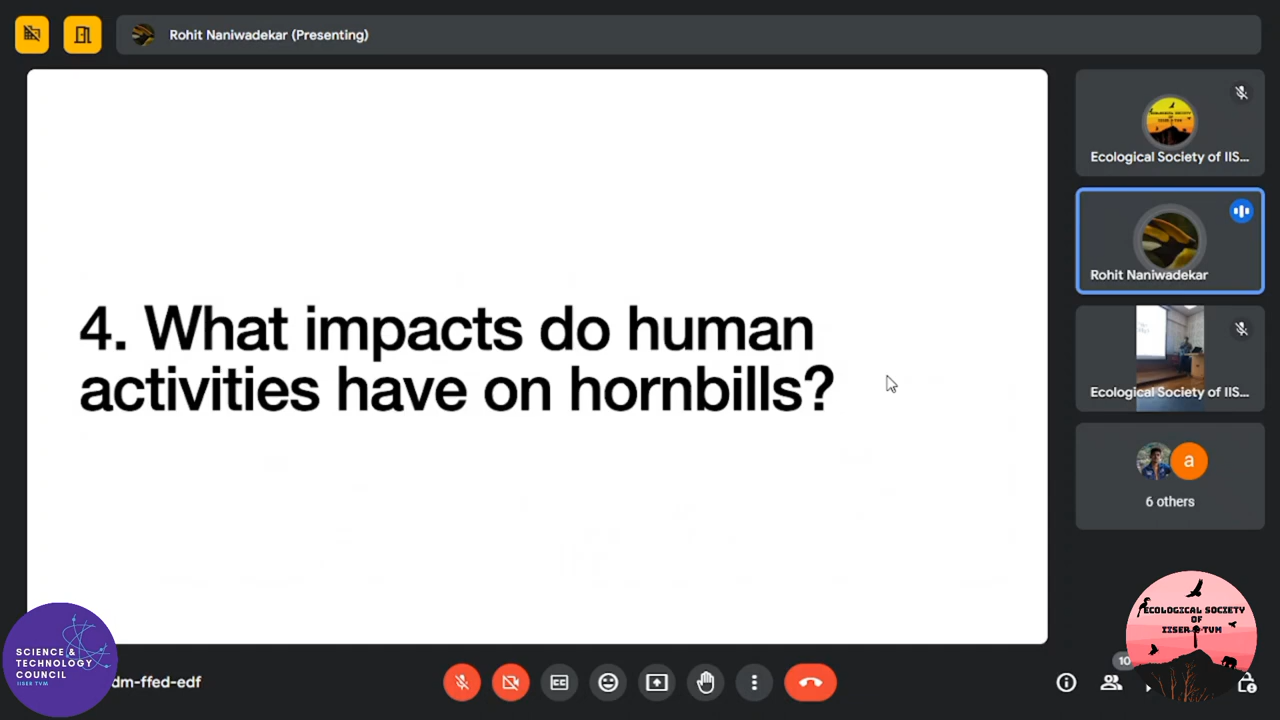 Rohit Naniwadekar (Presenting)
4. What impacts do human
activities have on hornbills?
Ecological Society of IIS...
Rohit Naniwadekar
Ecological Society of IIS...
a
6 others
SCIENCE &
TECHNOLOGY
COUNCIL
IISER TVM
dm-ffed-edf
CC
10
ECOLOGICAL SOCIETY
OF
IISER TVM